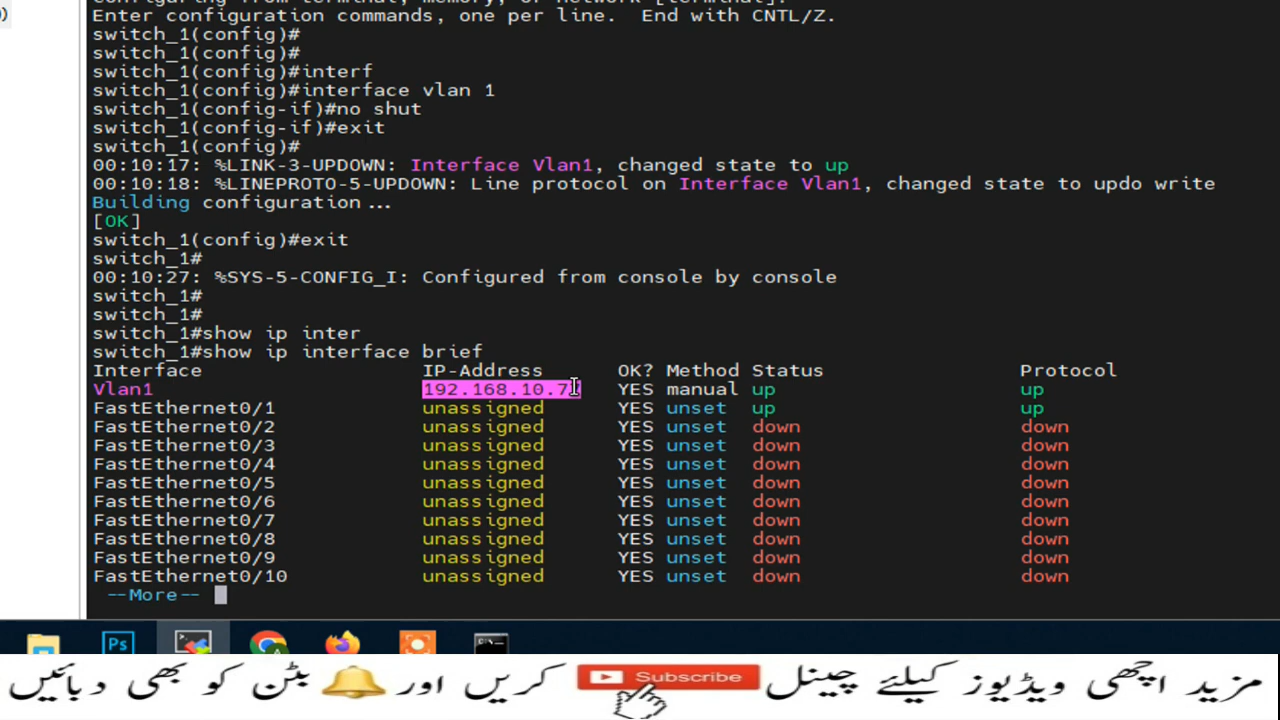 Enter configuration commands, one per line. End with CNTL/Z.
switch_1(config)#
switch_1(config)#
switch_1(config)#interf
switch_1(config)#interface vlan 1
switch_1(config-if)#no shut
switch_1(config-if)#exit
switch_1(config)#
00:10:17: %LINK-3-UPDOWN: Interface Vlan1, changed state to up
00:10:18: %LINEPROTO-5-UPDOWN: Line protocol on Interface Vlan1, changed state to updo write
Building configuration...
[OK]
switch_1(config)#exit
switch_1#
00:10:27: %SYS-5-CONFIG_I: Configured from console by console
switch_1#
switch_1#
switch_1#show ip inter
switch_1#show ip interface brief
Interface IP-Address OK? Method Status Protocol
Vlan1 YES manual up up
FastEthernet0/1 unassigned YES unset up up
FastEthernet0/2 unassigned YES unset down down
FastEthernet0/3 unassigned YES unset down down
FastEthernet0/4 unassigned YES unset down down
FastEthernet0/5 unassigned YES unset down down
FastEthernet0/6 unassigned YES unset down down
FastEthernet0/7 unassigned YES unset down down
FastEthernet0/8 unassigned YES unset down down
FastEthernet0/9 unassigned YES unset down down
FastEthernet0/10 unassigned YES unset down down
--More--
Ps
مزید اچھی ویڈیوز کیلئے چینل Subscribe کریں اور بٹن کو بھی دبائیں